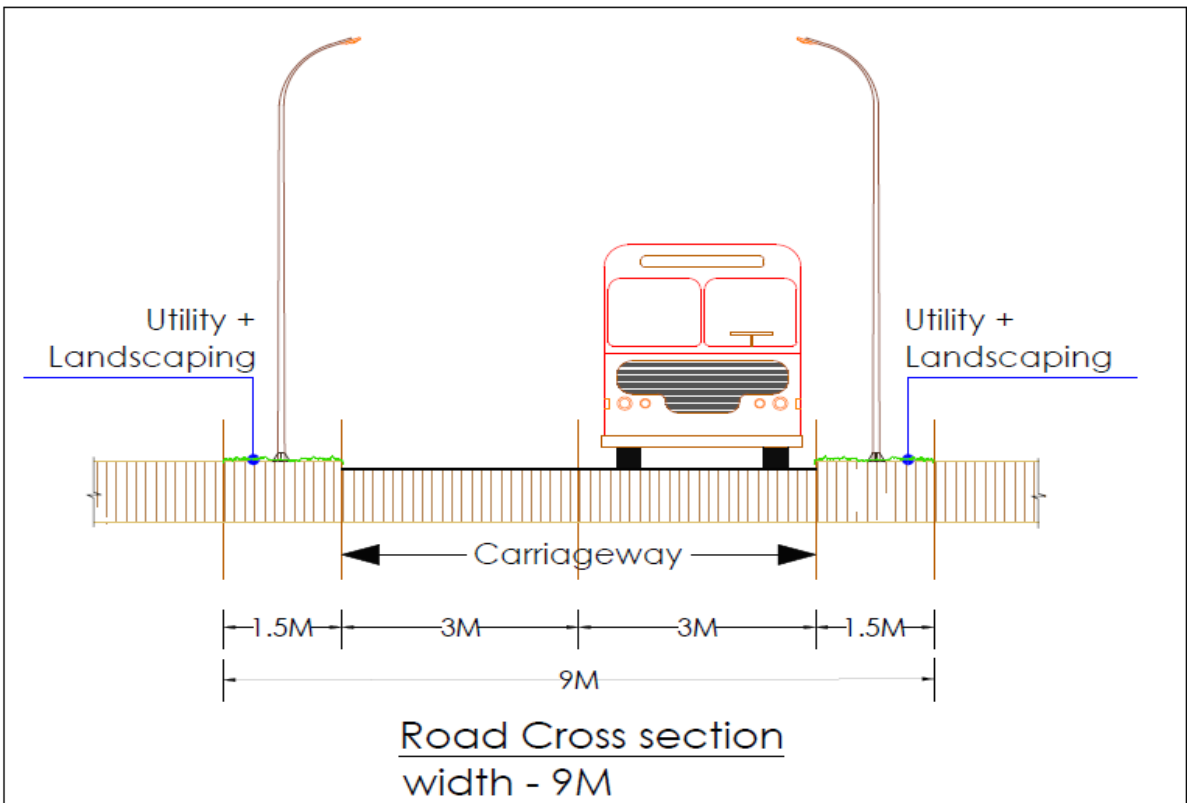 Utility +
Landscaping
Utility +
Landscaping
Carriageway
1.5M
3M
3M
1.5M
9M
Road Cross section
width - 9M